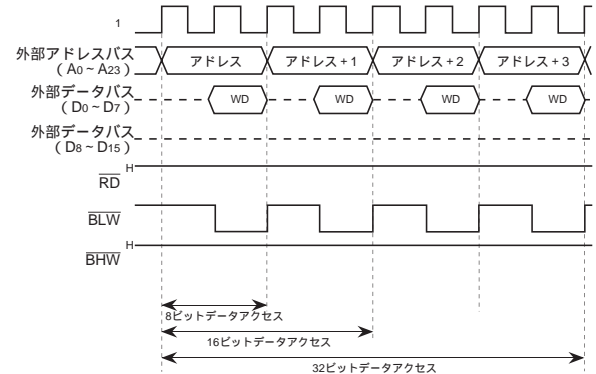 1
外部アドレスバス
( A0 ~ A23 )
アドレス アドレス + 1 アドレス + 2 アドレス + 3
外部データバス
( D0 ~ D7 )
WD WD WD WD
外部データバス
( D8 ~ D15 )
H
RD
BLW
H
BHW
8ビットデータアクセス
16ビットデータアクセス
32ビットデータアクセス